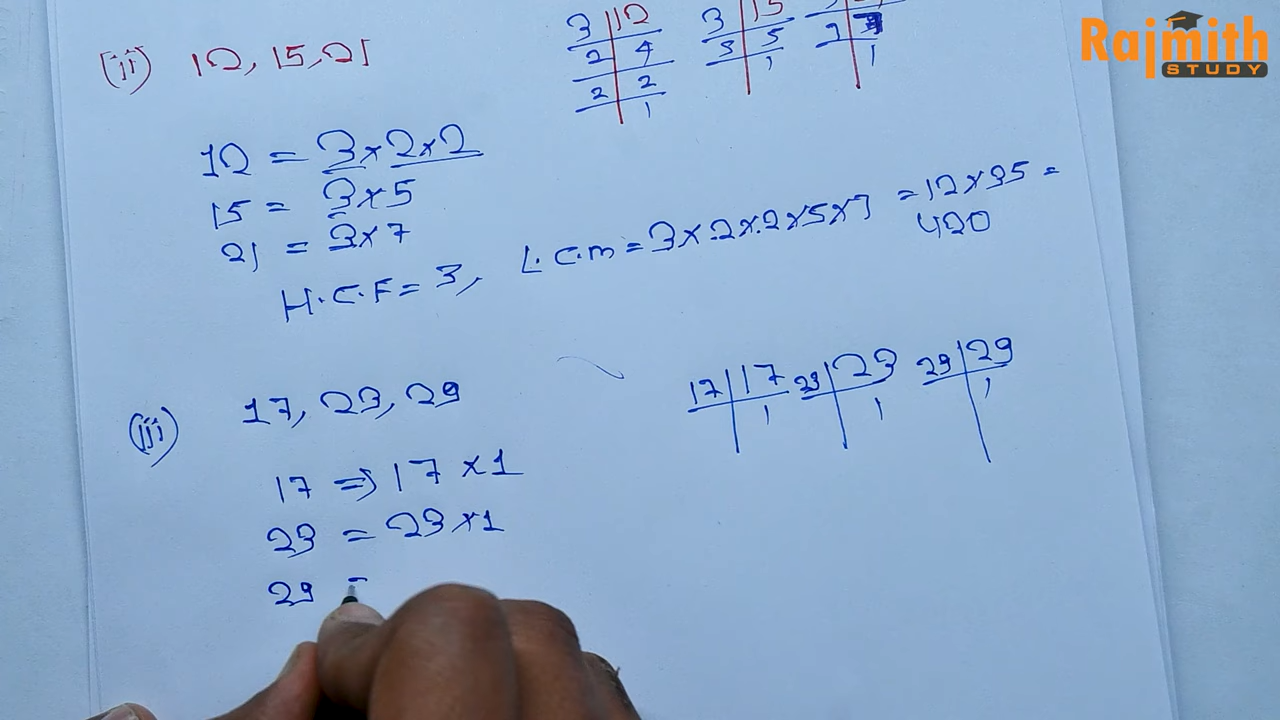 (ii) 12, 15, 21
3 | 12
2 | 4
2 | 2
1
3 | 15
5 | 5
1
1
Rajmith
STUDY
12 = 3 × 2 × 2
15 = 3 × 5
21 = 3 × 7
H.C.F = 3, L.C.M = 3 × 2 × 2 × 5 × 7 = 12 × 35 =
420
(iii) 17, 23, 29
17 | 17
1
23 | 23
1
29 | 29
1
17 => 17 × 1
23 = 23 × 1
29 =